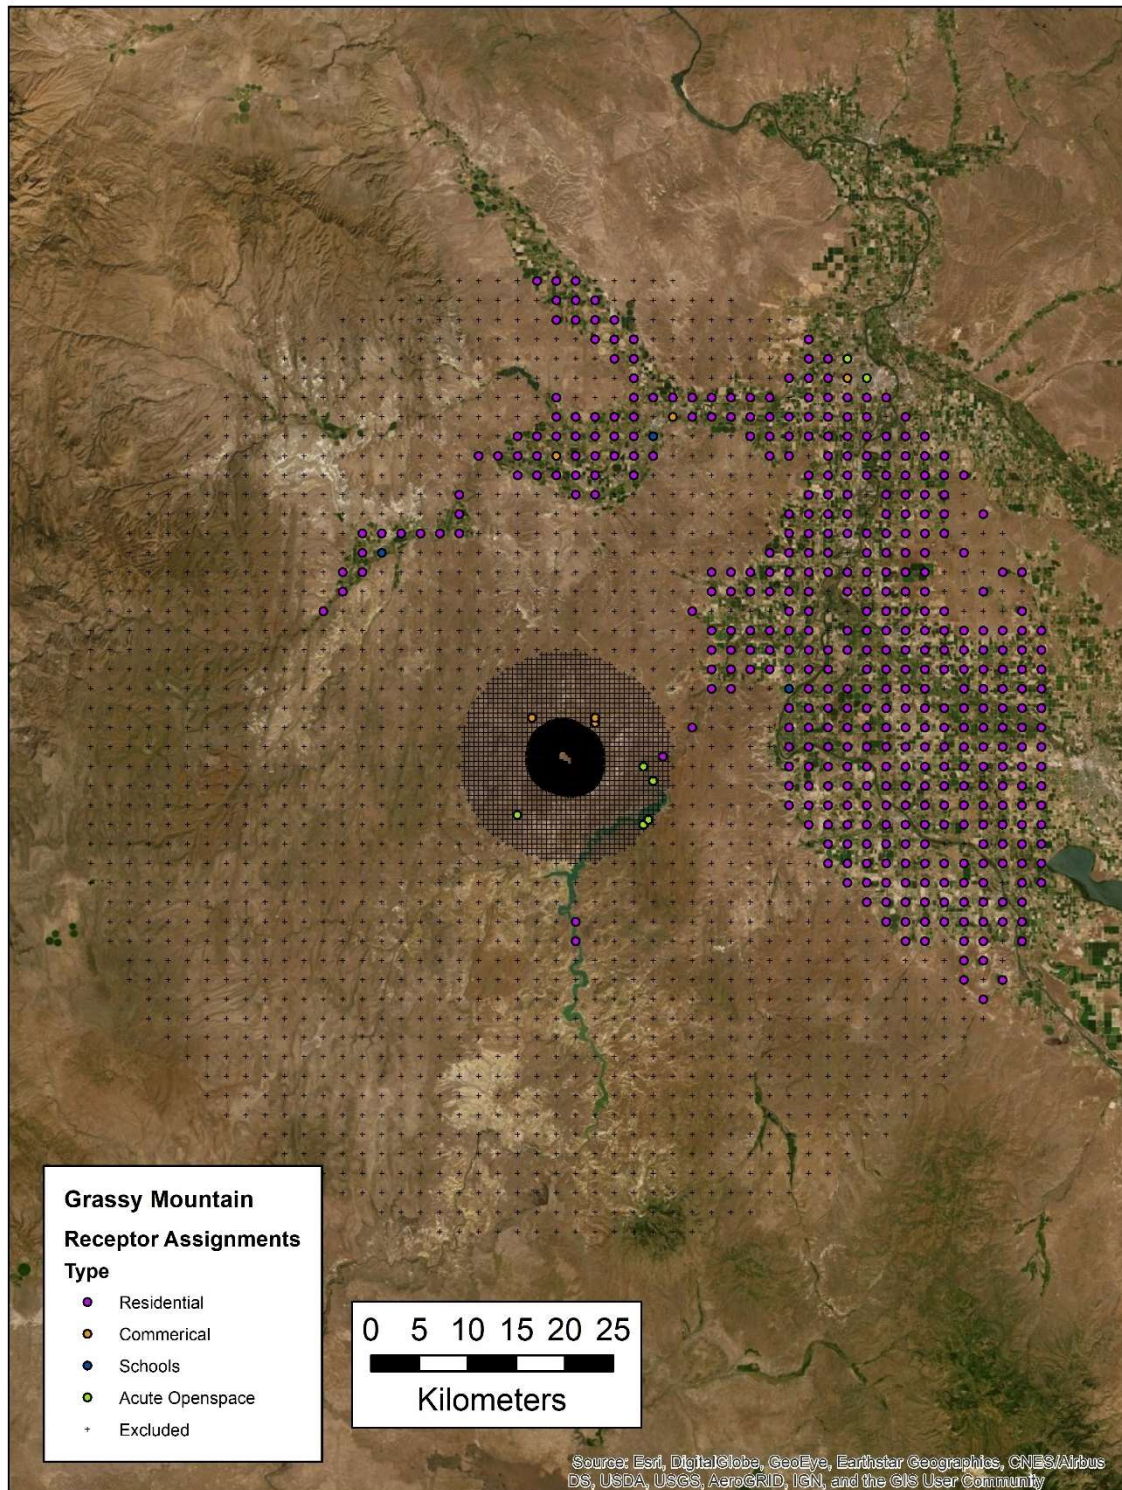 Grassy Mountain
Receptor Assignments
Type
Residential
Commerical
Schools
Acute Openspace
Excluded
0 5 10 15 20 25
Kilometers
Source: Esri, DigitalGlobe, GeoEye, Earthstar Geographics, CNES/Airbus
DS, USDA, USGS, AeroGRID, IGN, and the GIS User Community